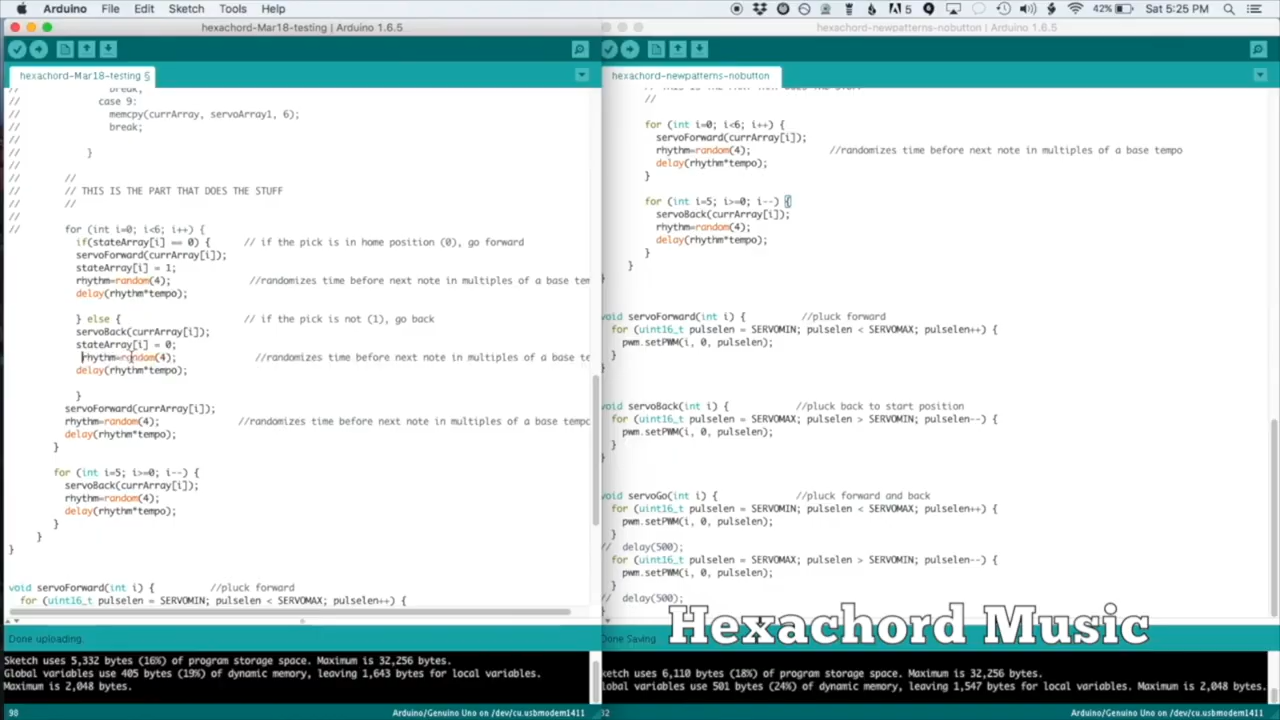 Arduino File Edit Sketch Tools Help 5 42% Sat 5:25 PM
hexachord-Mar18-testing | Arduino 1.6.5
hexachord-Mar18-testing §
// break;
// case 9:
// memcpy(currArray, servoArray1, 6);
// break;
//
// }
//
// //
// // THIS IS THE PART THAT DOES THE STUFF
// //
//
// for (int i=0; i<6; i++) {
if(stateArray[i] == 0) { // if the pick is in home position (0), go forward
servoForward(currArray[i]);
stateArray[i] = 1;
rhythm=random(4); //randomizes time before next note in multiples of a base tem
delay(rhythm*tempo);
} else { // if the pick is not (1), go back
servoBack(currArray[i]);
stateArray[i] = 0;
rhythm=random(4); //randomizes time before next note in multiples of a base te
delay(rhythm*tempo);
}
servoForward(currArray[i]);
rhythm=random(4); //randomizes time before next note in multiples of a base tempo
delay(rhythm*tempo);
}
for (int i=5; i>=0; i--) {
servoBack(currArray[i]);
rhythm=random(4);
delay(rhythm*tempo);
}
}
}
void servoForward(int i) { //pluck forward
for (uint16_t pulselen = SERVOMIN; pulselen < SERVOMAX; pulselen++) {
Done uploading.
Sketch uses 5,332 bytes (16%) of program storage space. Maximum is 32,256 bytes.
Global variables use 405 bytes (19%) of dynamic memory, leaving 1,643 bytes for local variables.
Maximum is 2,048 bytes.
98 Arduino/Genuino Uno on /dev/cu.usbmodem1411
hexachord-newpatterns-nobutton | Arduino 1.6.5
hexachord-newpatterns-nobutton
//
for (int i=0; i<6; i++) {
servoForward(currArray[i]);
rhythm=random(4); //randomizes time before next note in multiples of a base tempo
delay(rhythm*tempo);
}
for (int i=5; i>=0; i--) {
servoBack(currArray[i]);
rhythm=random(4);
delay(rhythm*tempo);
}
}
}
void servoForward(int i) { //pluck forward
for (uint16_t pulselen = SERVOMIN; pulselen < SERVOMAX; pulselen++) {
pwm.setPWM(i, 0, pulselen);
}
}
void servoBack(int i) { //pluck back to start position
for (uint16_t pulselen = SERVOMAX; pulselen > SERVOMIN; pulselen--) {
pwm.setPWM(i, 0, pulselen);
}
}
void servoGo(int i) { //pluck forward and back
for (uint16_t pulselen = SERVOMIN; pulselen < SERVOMAX; pulselen++) {
pwm.setPWM(i, 0, pulselen);
}
// delay(500);
for (uint16_t pulselen = SERVOMAX; pulselen > SERVOMIN; pulselen--) {
pwm.setPWM(i, 0, pulselen);
}
// delay(500);
}
Hexachord Music
Done Saving.
ketch uses 6,110 bytes (18%) of program storage space. Maximum is 32,256 bytes.
lobal variables use 501 bytes (24%) of dynamic memory, leaving 1,547 bytes for local variables. Maximum is 2,048 bytes.
92 Arduino/Genuino Uno on /dev/cu.usbmodem1411